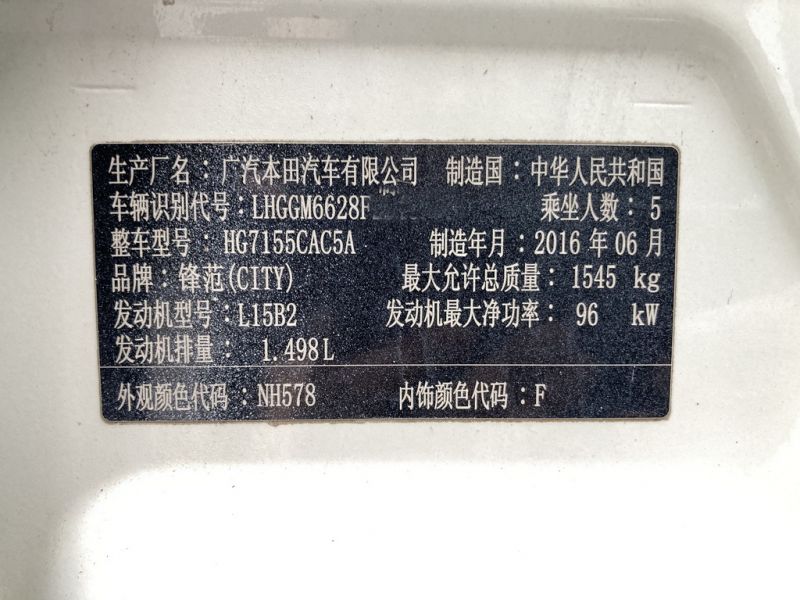 生产厂名：广汽本田汽车有限公司 制造国：中华人民共和国
车辆识别代号：LHGGM6628F 乘坐人数：5
整车型号：HG7155CAC5A 制造年月：2016 年 06 月
品牌：锋范(CITY) 最大允许总质量：1545 kg
发动机型号：L15B2 发动机最大净功率：96 kW
发动机排量：1.498L
外观颜色代码：NH578 内饰颜色代码：F